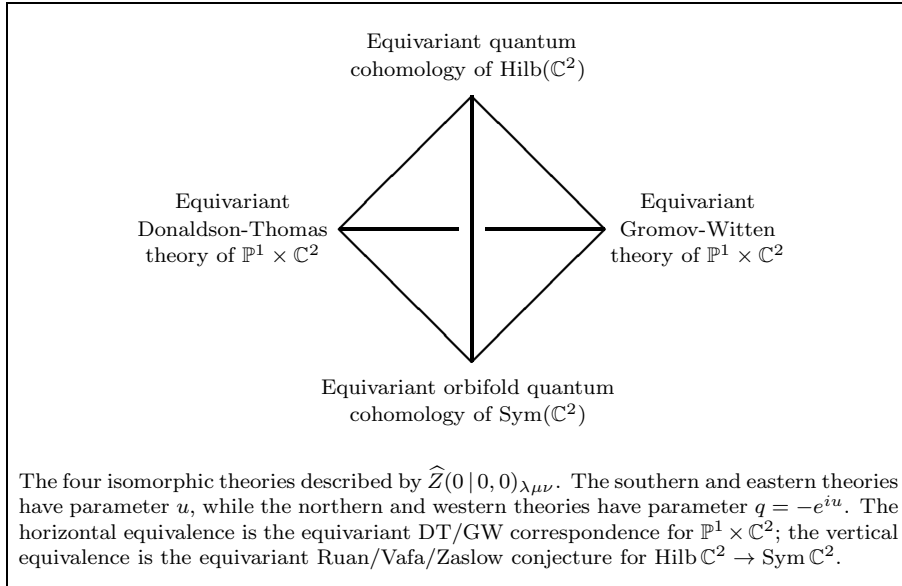 Equivariant quantum
cohomology of Hilb(ℂ²)
Equivariant
Donaldson-Thomas
theory of ℙ¹ × ℂ²
Equivariant
Gromov-Witten
theory of ℙ¹ × ℂ²
Equivariant orbifold quantum
cohomology of Sym(ℂ²)
The four isomorphic theories described by Ẑ(0 | 0, 0)λμν. The southern and eastern theories
have parameter u, while the northern and western theories have parameter q = −eⁱᵘ. The
horizontal equivalence is the equivariant DT/GW correspondence for ℙ¹ × ℂ²; the vertical
equivalence is the equivariant Ruan/Vafa/Zaslow conjecture for Hilb ℂ² → Sym ℂ².